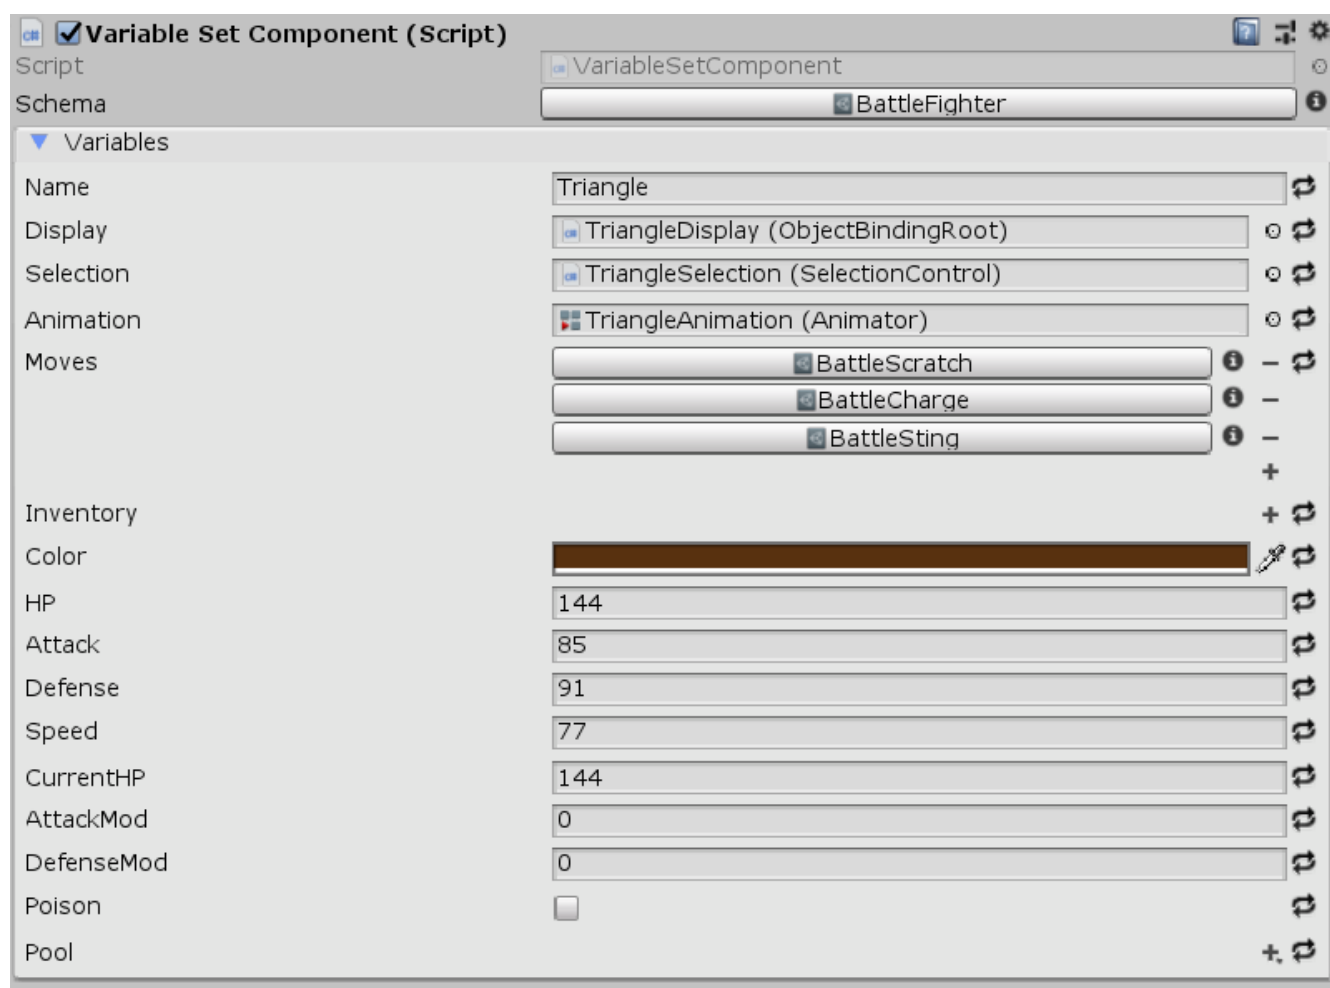 Variable Set Component (Script)
Script VariableSetComponent
Schema BattleFighter
Variables
Name Triangle
Display TriangleDisplay (ObjectBindingRoot)
Selection TriangleSelection (SelectionControl)
Animation TriangleAnimation (Animator)
Moves BattleScratch
BattleCharge
BattleSting
Inventory
Color
HP 144
Attack 85
Defense 91
Speed 77
CurrentHP 144
AttackMod 0
DefenseMod 0
Poison
Pool